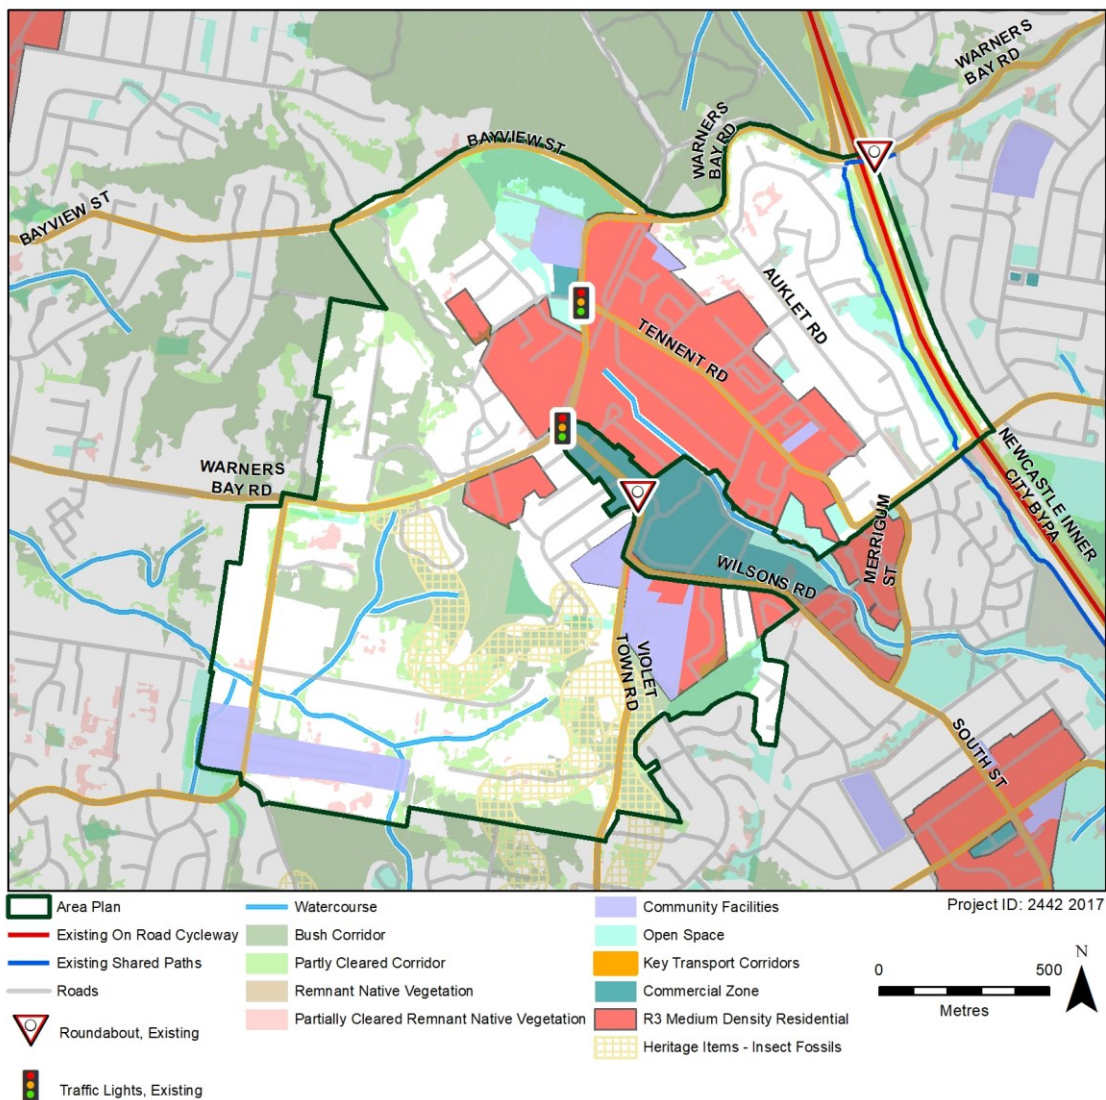 WARNERS
BAY RD
WARNERS
BAY RD
BAYVIEW ST
BAYVIEW ST
AUKLET RD
TENNENT RD
WARNERS
BAY RD
NEWCASTLE INNER
CITY BYPA
MERRIGUM
ST
WILSONS RD
VIOLET
TOWN RD
SOUTH ST
Area Plan
Existing On Road Cycleway
Existing Shared Paths
Roads
Roundabout, Existing
Traffic Lights, Existing
Watercourse
Bush Corridor
Partly Cleared Corridor
Remnant Native Vegetation
Partially Cleared Remnant Native Vegetation
Community Facilities
Open Space
Key Transport Corridors
Commercial Zone
R3 Medium Density Residential
Heritage Items - Insect Fossils
Project ID: 2442 2017
N
0 500
Metres